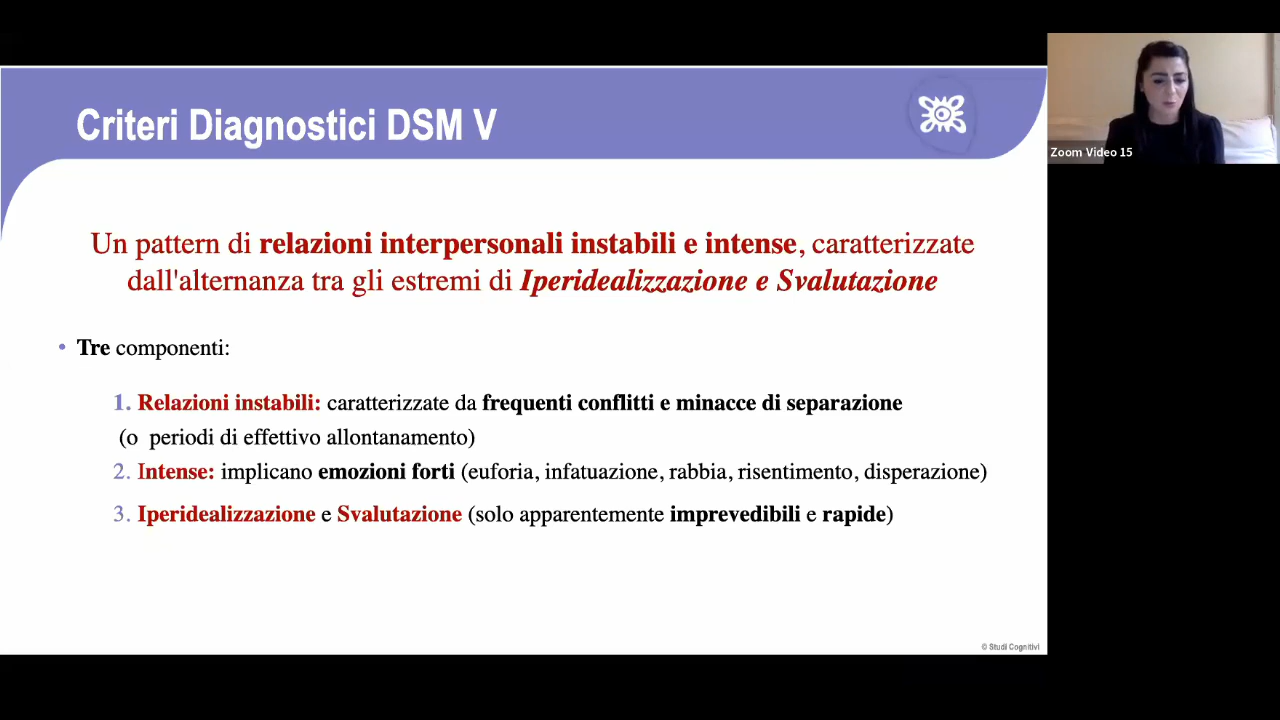 Criteri Diagnostici DSM V
Zoom Video 15
Un pattern di relazioni interpersonali instabili e intense, caratterizzate
dall'alternanza tra gli estremi di Iperidealizzazione e Svalutazione
• Tre componenti:
1. Relazioni instabili: caratterizzate da frequenti conflitti e minacce di separazione
(o periodi di effettivo allontanamento)
2. Intense: implicano emozioni forti (euforia, infatuazione, rabbia, risentimento, disperazione)
3. Iperidealizzazione e Svalutazione (solo apparentemente imprevedibili e rapide)
© Studi Cognitivi